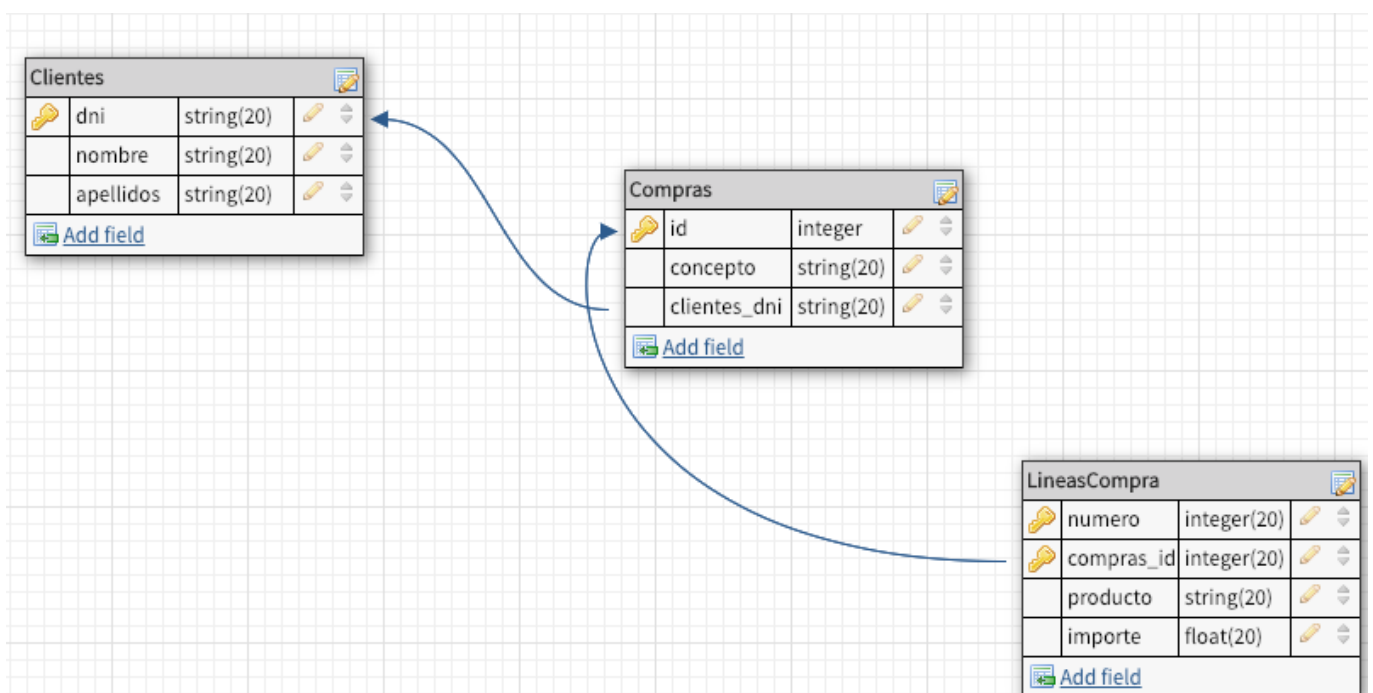 Clientes
dni string(20)
nombre string(20)
apellidos string(20)
Add field
Compras
id integer
concepto string(20)
clientes_dni string(20)
Add field
LineasCompra
numero integer(20)
compras_id integer(20)
producto string(20)
importe float(20)
Add field